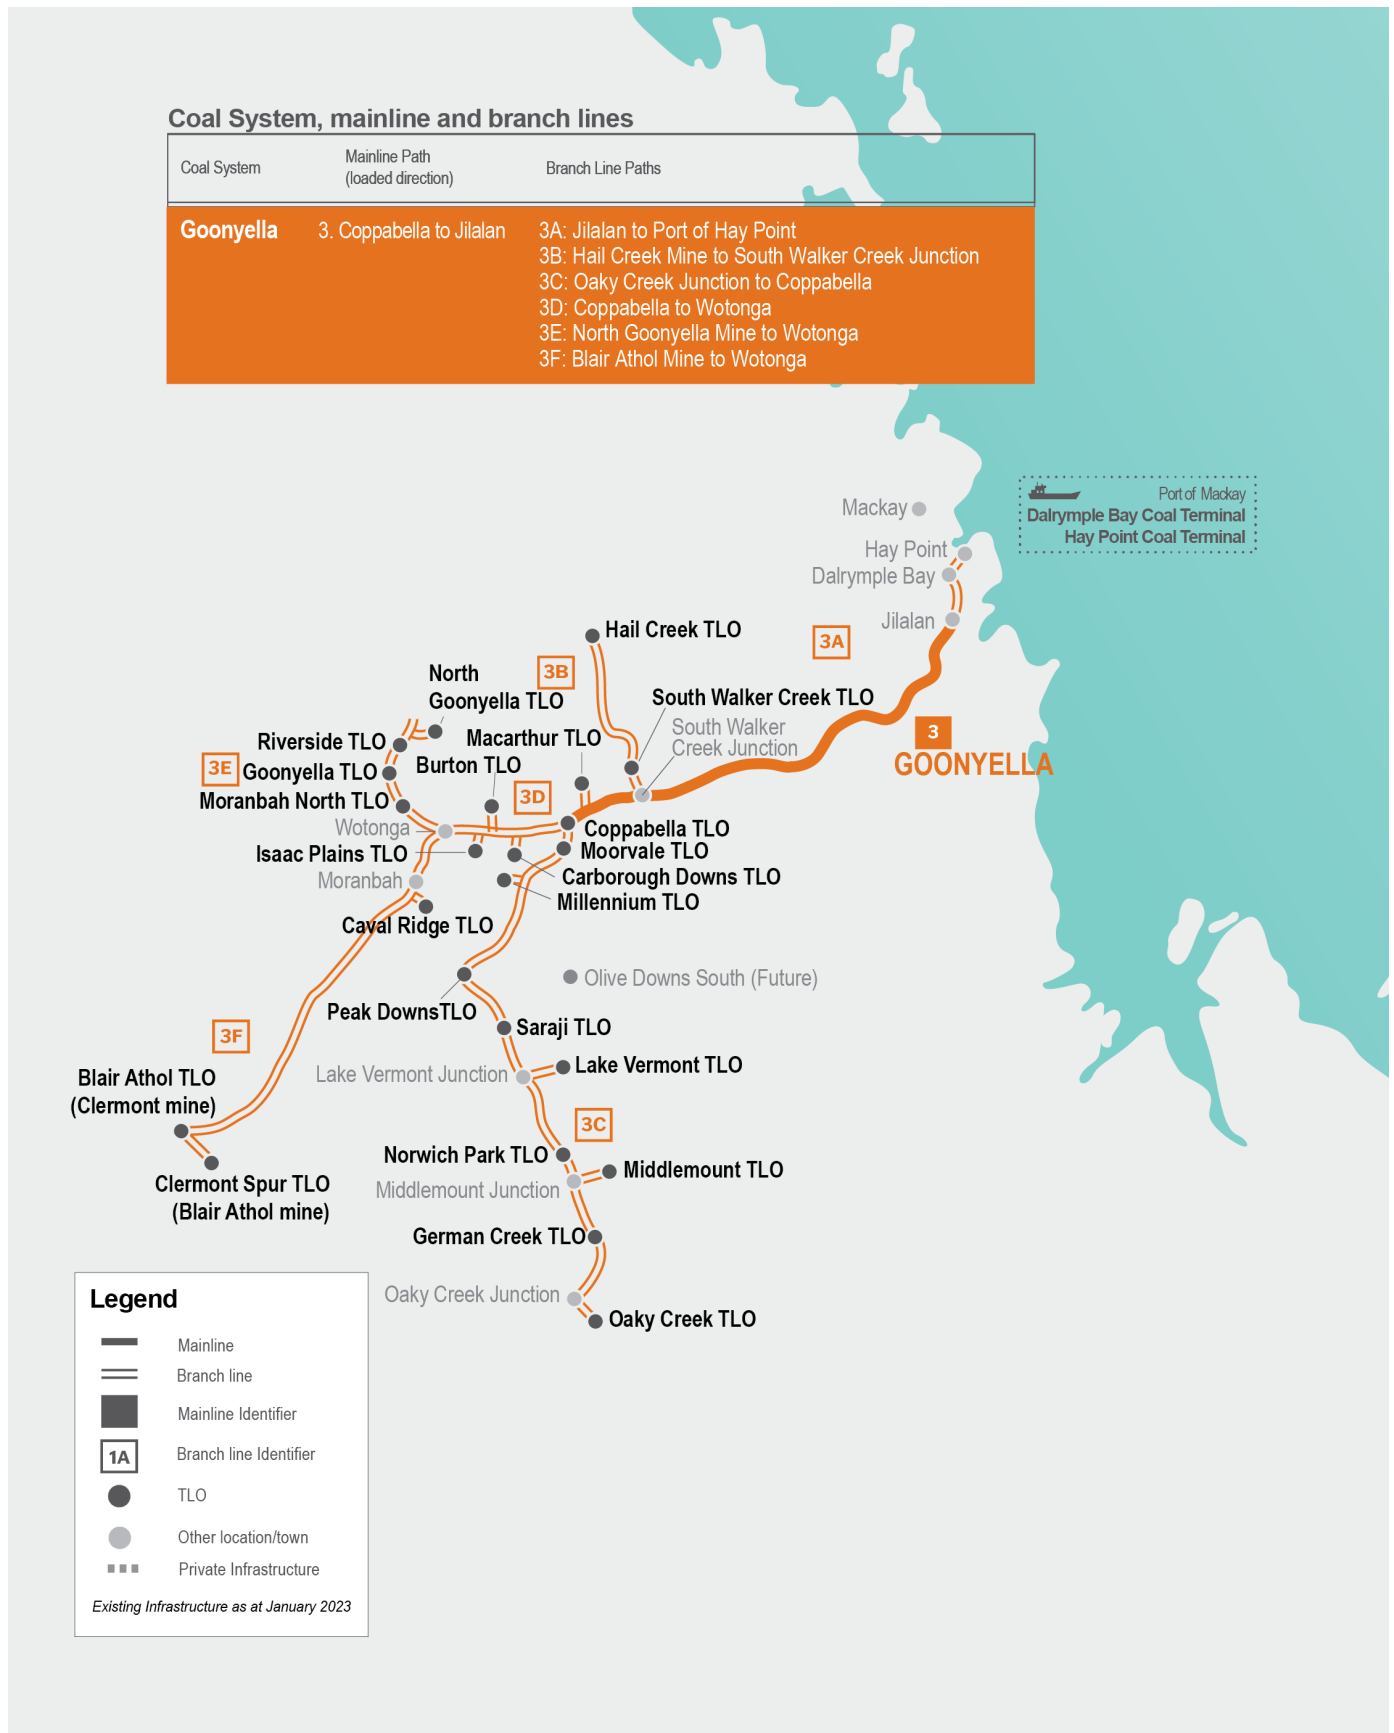 Coal System, mainline and branch lines
Coal System
Mainline Path
(loaded direction)
Branch Line Paths
Goonyella
3. Coppabella to Jilalan
3A: Jilalan to Port of Hay Point
3B: Hail Creek Mine to South Walker Creek Junction
3C: Oaky Creek Junction to Coppabella
3D: Coppabella to Wotonga
3E: North Goonyella Mine to Wotonga
3F: Blair Athol Mine to Wotonga
Port of Mackay
Dalrymple Bay Coal Terminal
Hay Point Coal Terminal
Mackay
Hay Point
Dalrymple Bay
Jilalan
3A
Hail Creek TLO
3B
North
Goonyella TLO
South Walker Creek TLO
South Walker
Creek Junction
3
GOONYELLA
Riverside TLO
Macarthur TLO
3E
Goonyella TLO
Burton TLO
Moranbah North TLO
3D
Wotonga
Coppabella TLO
Isaac Plains TLO
Moorvale TLO
Moranbah
Carborough Downs TLO
Millennium TLO
Caval Ridge TLO
Olive Downs South (Future)
Peak DownsTLO
Saraji TLO
3F
Lake Vermont TLO
Lake Vermont Junction
Blair Athol TLO
(Clermont mine)
3C
Norwich Park TLO
Middlemount TLO
Clermont Spur TLO
(Blair Athol mine)
Middlemount Junction
German Creek TLO
Oaky Creek Junction
Oaky Creek TLO
Legend
Mainline
Branch line
Mainline Identifier
1A
Branch line Identifier
TLO
Other location/town
Private Infrastructure
Existing Infrastructure as at January 2023